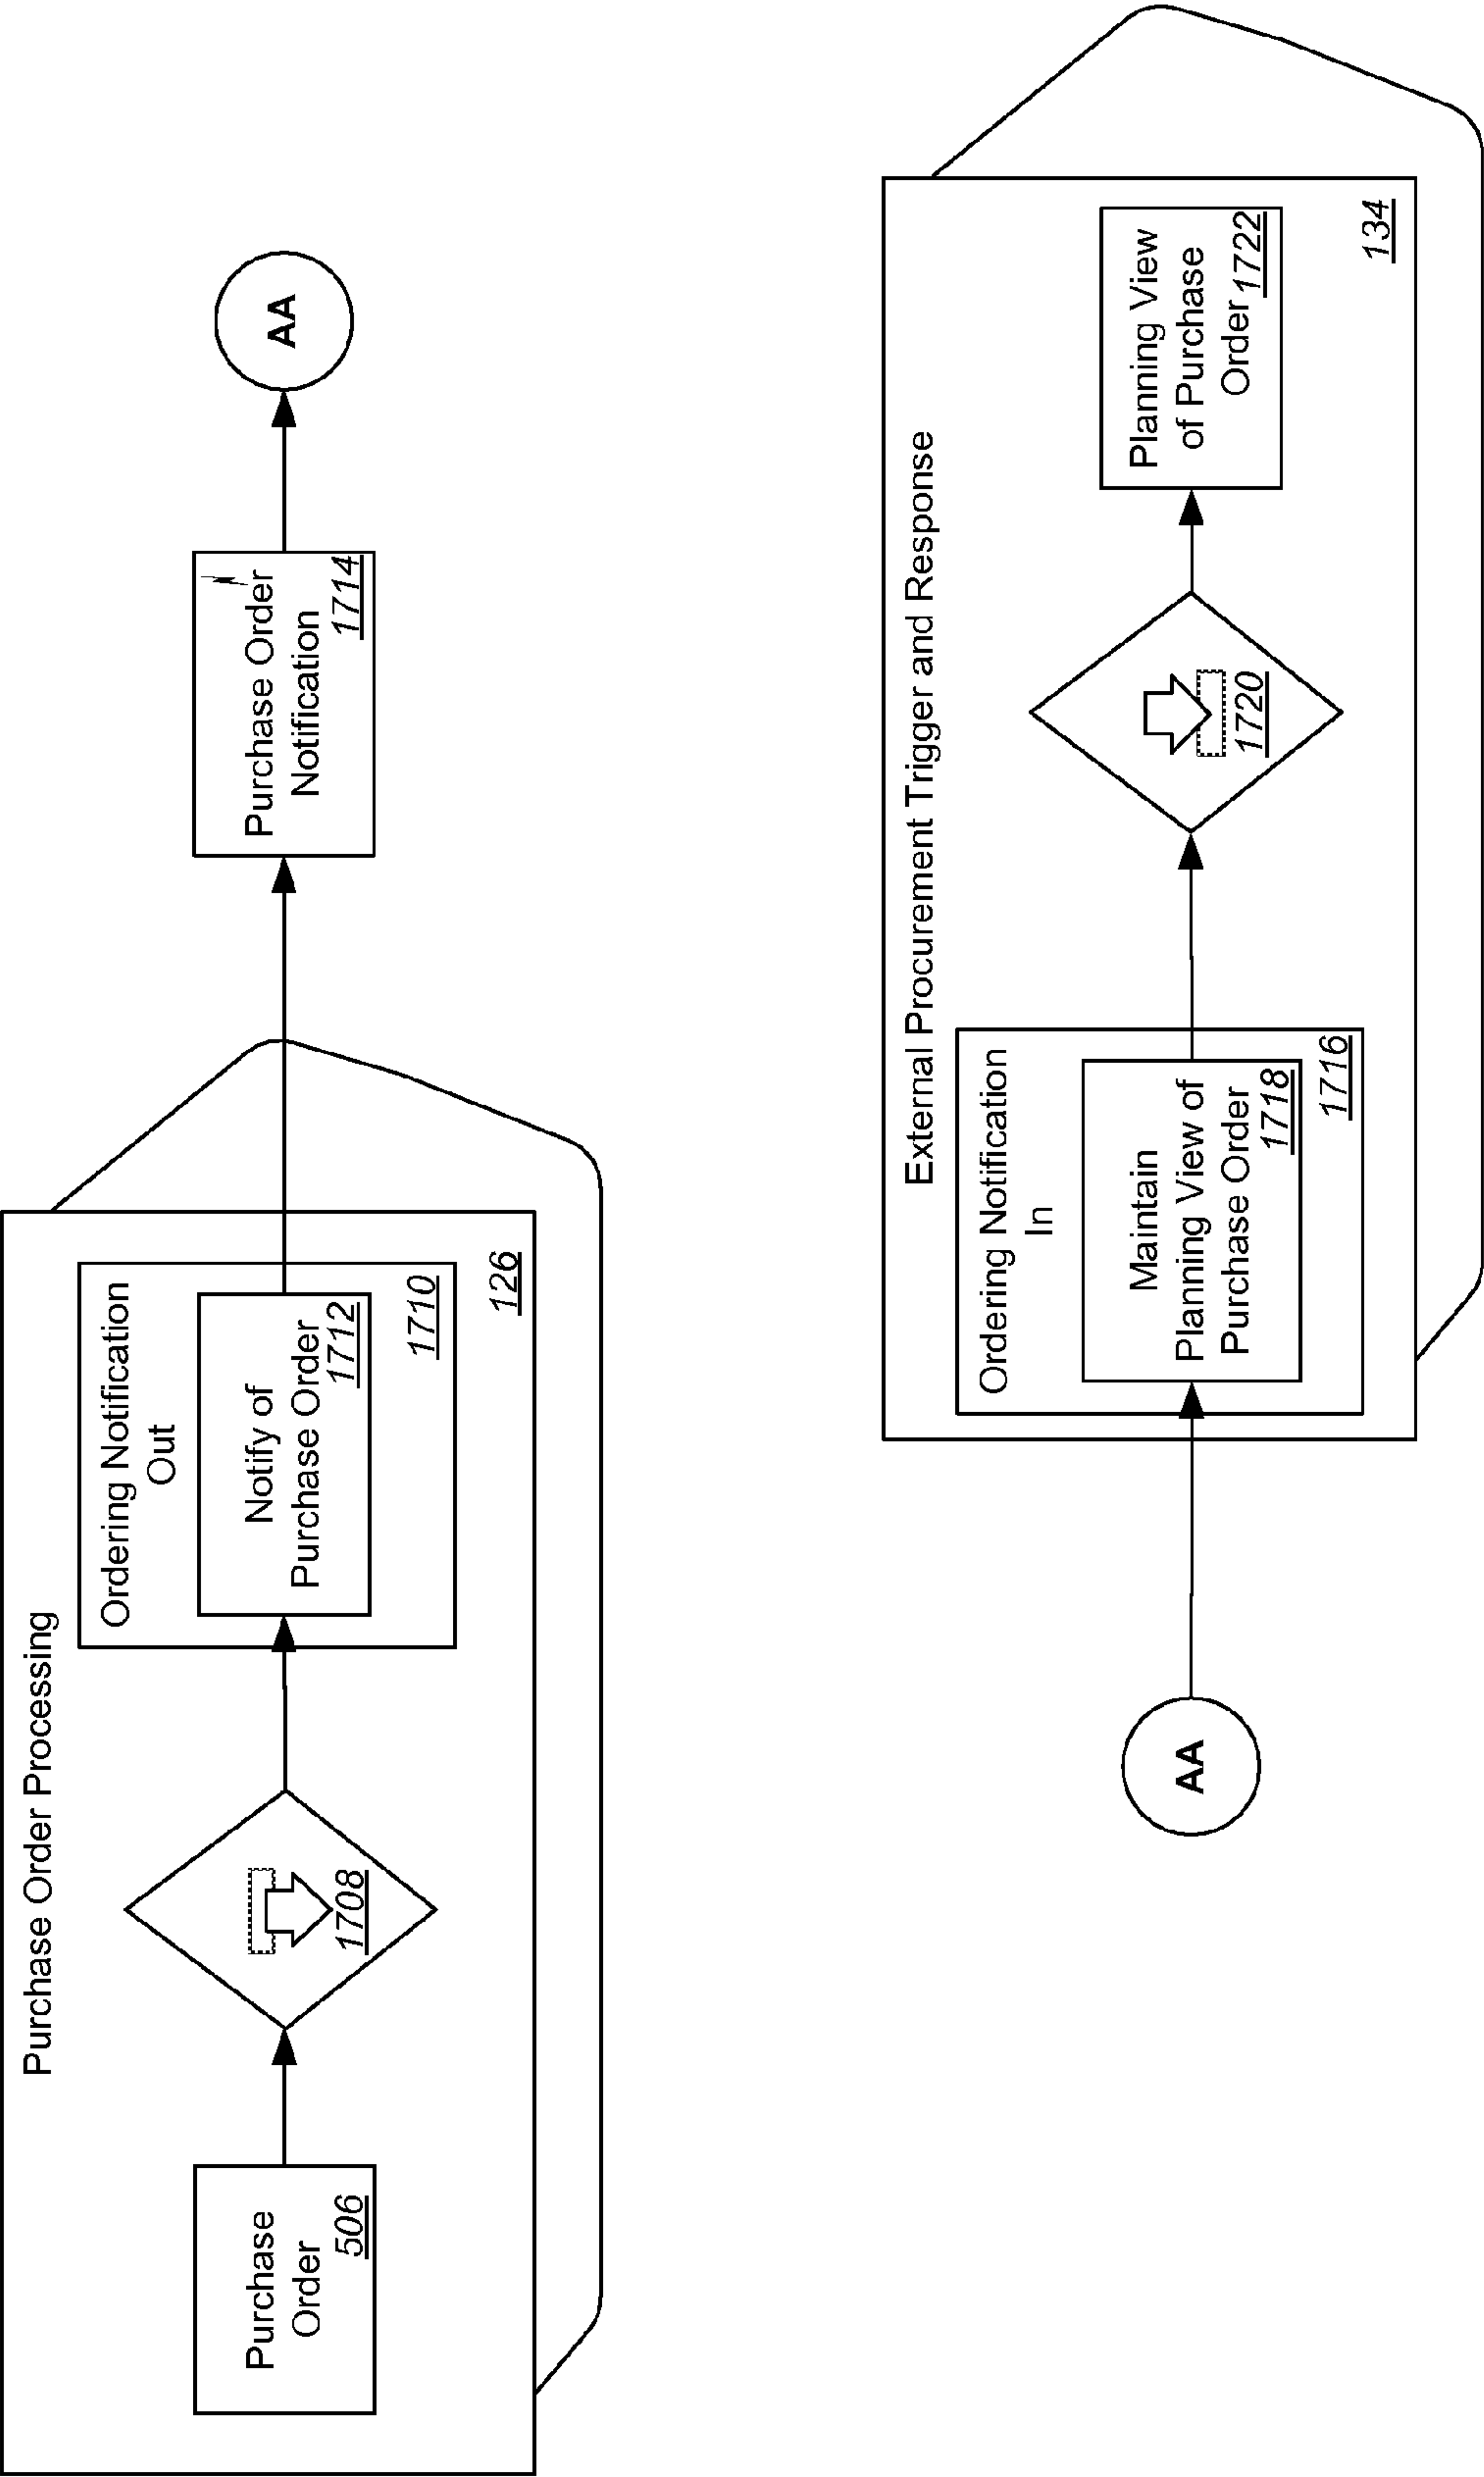 Purchase Order Processing
Purchase
Order
506
1708
Ordering Notification
Out
Notify of
Purchase Order
1712
1710
126
Purchase Order
Notification
1714
AA
AA
External Procurement Trigger and Response
Ordering Notification
In
Maintain
Planning View of
Purchase Order
1718
1716
1720
Planning View
of Purchase
Order 1722
134